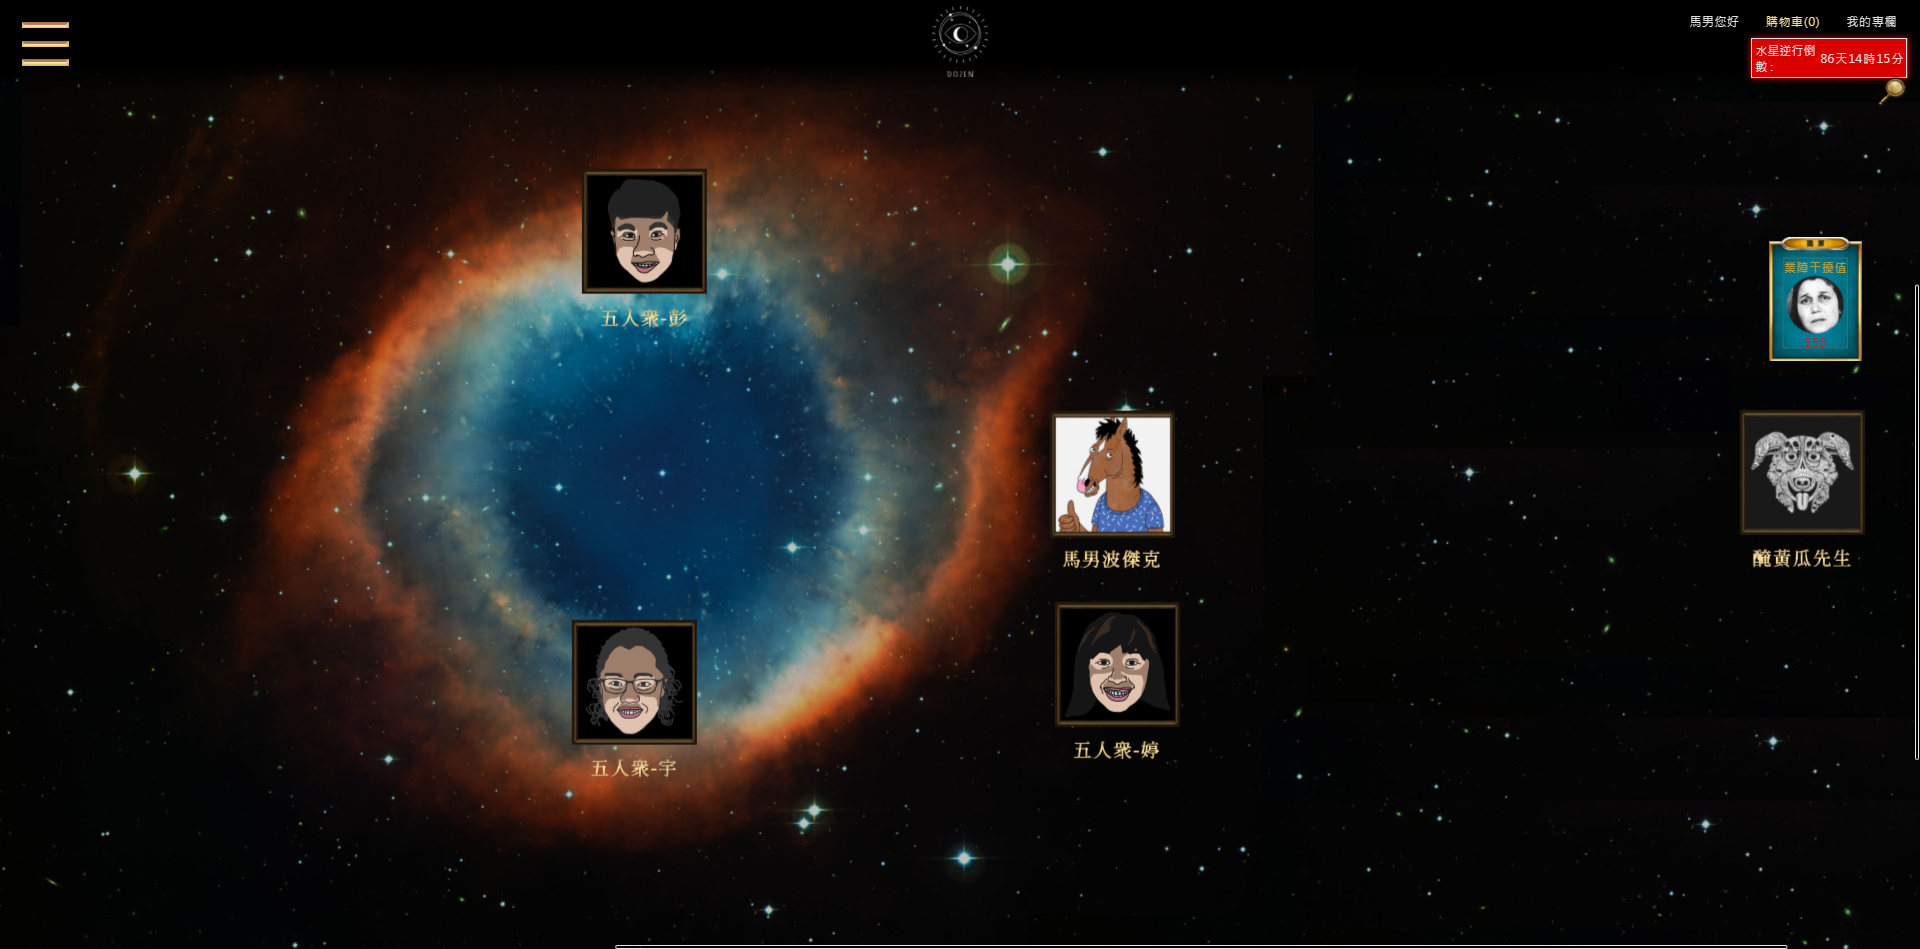 DOZEN
馬男您好 購物車(0) 我的專欄
水星逆行倒
數: 86天14時15分
業障干擾值
五人衆-彭
馬男波傑克
醃黃瓜先生
五人衆-婷
五人衆-宇